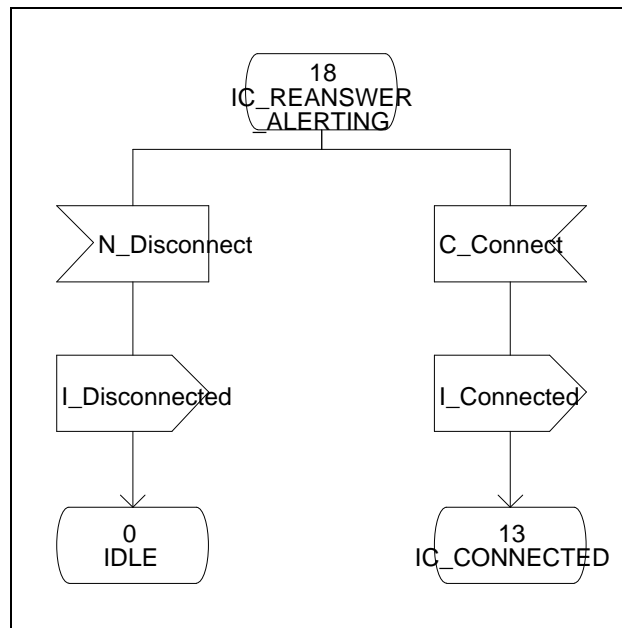 18
IC_REANSWER
_ALERTING
N_Disconnect
C_Connect
I_Disconnected
I_Connected
0
IDLE
13
IC_CONNECTED